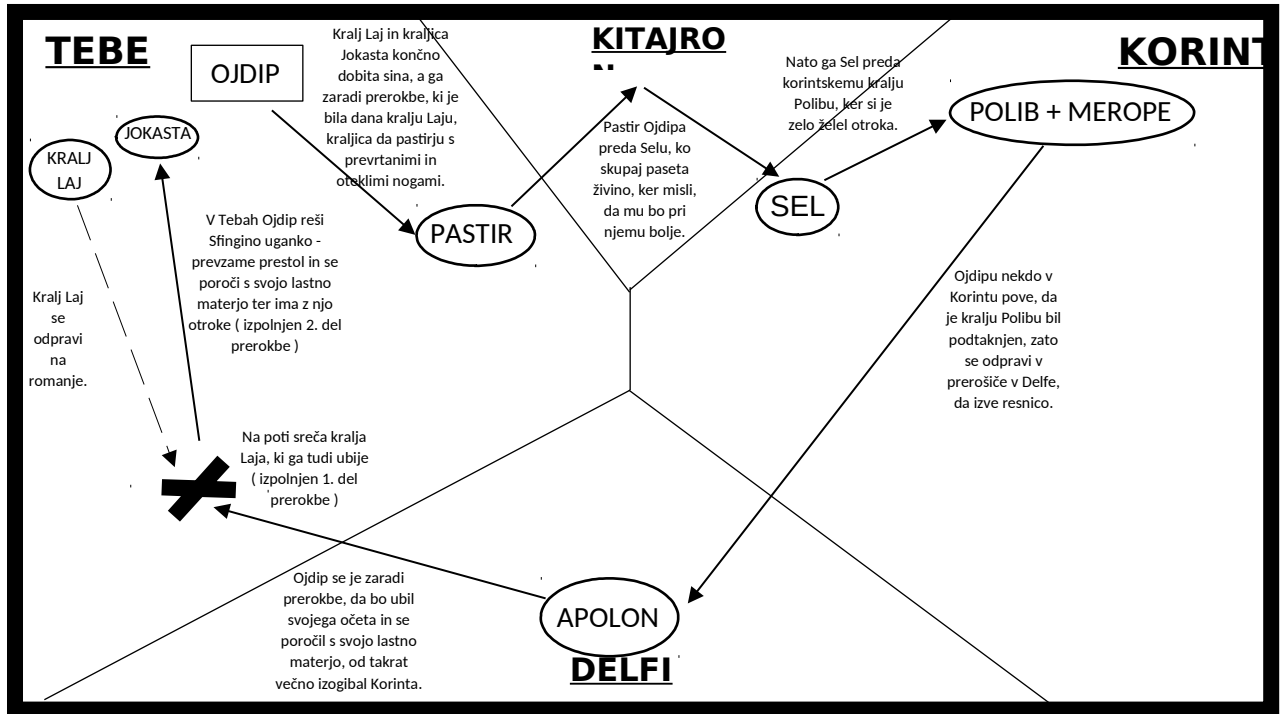 TEBE
OJDIP
KRALJ
LAJ
JOKASTA
Kralj Laj in kraljica
Jokasta končno
dobita sina, a ga
zaradi prerokbe, ki je
bila dana kralju Laju,
kraljica da pastirju s
prevrtanimi in
oteklimi nogami.
PASTIR
KITAJRO
Pastir Ojdipa
preda Selu, ko
skupaj paseta
živino, ker misli,
da mu bo pri
njemu bolje.
SEL
Nato ga Sel preda
korintskemu kralju
Polibu, ker si je
zelo želel otroka.
KORINT
POLIB + MEROPE
Ojdipu nekdo v
Korintu pove, da
je kralju Polibu bil
podtaknjen, zato
se odpravi v
prerošiče v Delfe,
da izve resnico.
V Tebah Ojdip reši
Sfingino uganko -
prevzame prestol in se
poroči s svojo lastno
materjo ter ima z njo
otroke ( izpolnjen 2. del
prerokbe )
Kralj Laj
se
odpravi
na
romanje.
Na poti sreča kralja
Laja, ki ga tudi ubije
( izpolnjen 1. del
prerokbe )
Ojdip se je zaradi
prerokbe, da bo ubil
svojega očeta in se
poročil s svojo lastno
materjo, od takrat
večno izogibal Korinta.
APOLON
DELFI